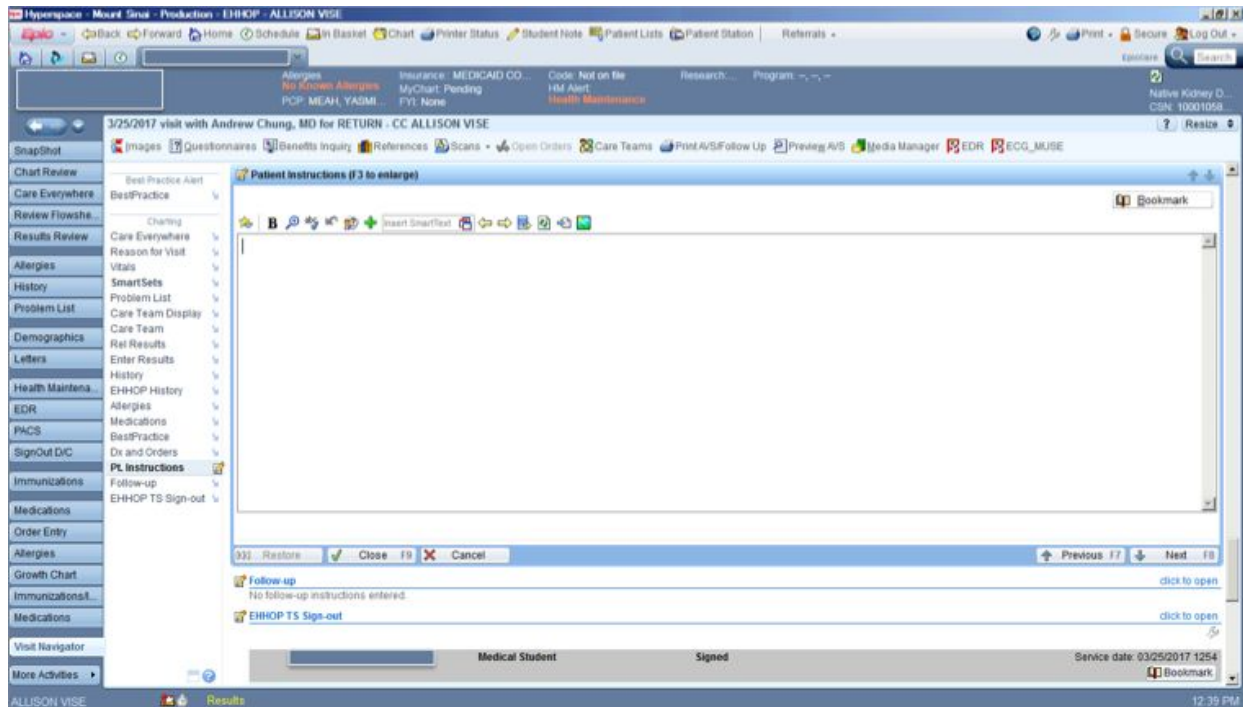 Hyperspace - Mount Sinai - Production - EHHOP - ALLISON VISE
Epic Back Forward Home Schedule In Basket Chart Printer Status Student Note Patient Lists Patient Station Referrals Print Secure Log Out
Search
Allergies Insurance: MEDICAID CO... Code: Not on file Research:... Program: –, –, –
No Known Allergies MyChart: Pending HM Alert: Native Kidney D...
PCP: MEAH, YASMI... FYI: None Health Maintenance CSN: 10001058...
3/25/2017 visit with Andrew Chung, MD for RETURN - CC ALLISON VISE ? Resize
Images Questionnaires Benefits Inquiry References Scans Open Orders Care Teams Print AVS/Follow Up Preview AVS Media Manager EDR ECG_MUSE
SnapShot
Chart Review
Care Everywhere
Review Flowshe...
Results Review
Allergies
History
Problem List
Demographics
Letters
Health Maintena...
EDR
PACS
SignOut D/C
Immunizations
Medications
Order Entry
Allergies
Growth Chart
Immunizations/I...
Medications
Visit Navigator
More Activities
Best Practice Alert
BestPractice
Charting
Care Everywhere
Reason for Visit
Vitals
SmartSets
Problem List
Care Team Display
Care Team
Rel Results
Enter Results
History
EHHOP History
Allergies
Medications
BestPractice
Dx and Orders
Pt. Instructions
Follow-up
EHHOP TS Sign-out
Patient Instructions (F3 to enlarge)
Bookmark
B Insert SmartText
Restore Close F9 Cancel Previous F7 Next F8
Follow-up click to open
No follow-up instructions entered.
EHHOP TS Sign-out click to open
Medical Student Signed Service date: 03/25/2017 1254
Bookmark
ALLISON VISE Results 12:39 PM